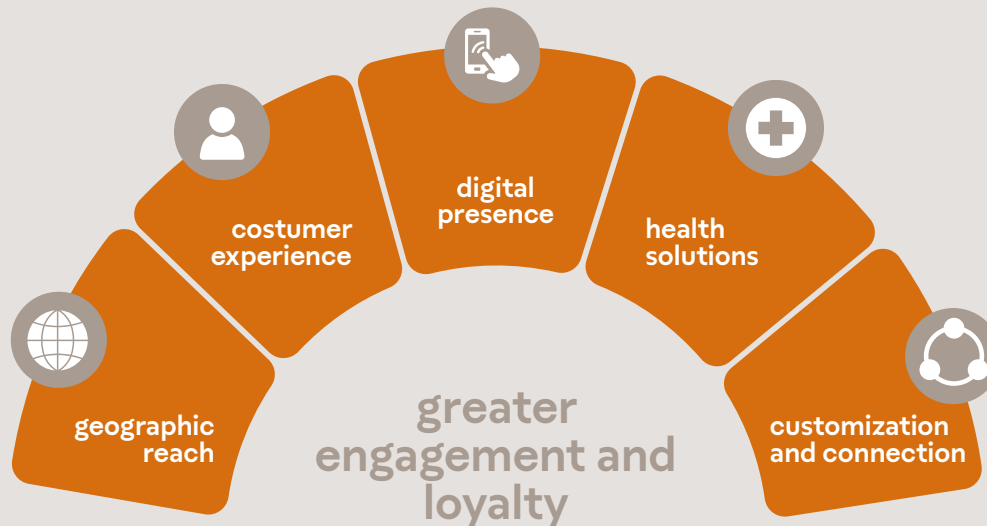 geographic
reach
costumer
experience
digital
presence
health
solutions
customization
and connection
greater
engagement and
loyalty